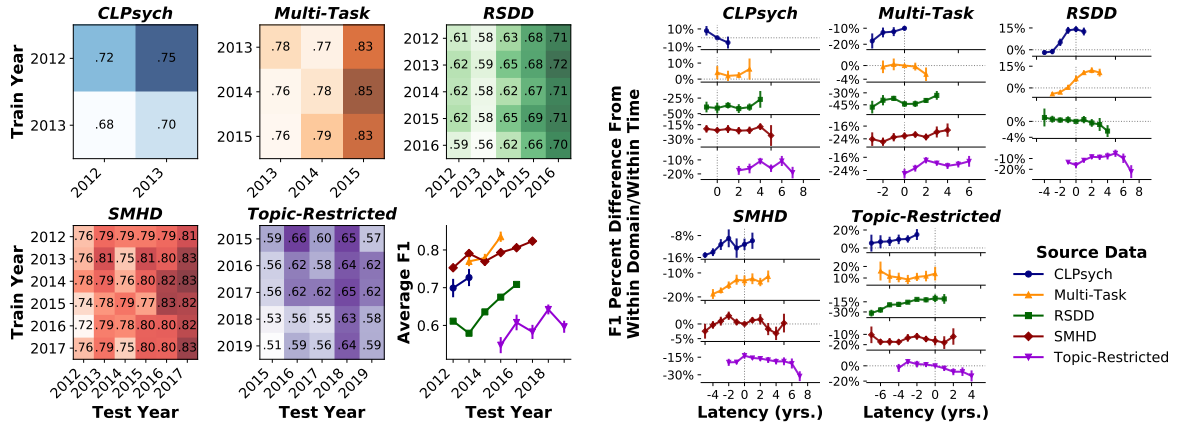 CLPsych
Multi-Task
RSDD
Train Year
2012
2013
.72 .75
.68 .70
2012
2013
2013
2014
2015
.78 .77 .83
.76 .78 .85
.76 .79 .83
2013
2014
2015
2012
2013
2014
2015
2016
.61 .58 .63 .68 .71
.62 .59 .65 .68 .72
.62 .58 .64 .67 .71
.62 .58 .65 .67 .71
.59 .56 .62 .66 .70
2012
2013
2014
2015
2016
SMHD
Topic-Restricted
Train Year
2012
2013
2014
2015
2016
2017
.76 .79 .79 .79 .79 .81
.76 .81 .75 .81 .80 .83
.78 .79 .76 .80 .82 .83
.74 .78 .79 .77 .83 .82
.72 .79 .78 .80 .80 .82
.76 .79 .75 .80 .82 .83
2012
2013
2014
2015
2016
2017
Test Year
2015
2016
2017
2018
2019
.59 .66 .60 .65 .57
.56 .62 .58 .64 .62
.56 .62 .62 .65 .62
.53 .56 .55 .63 .58
.51 .59 .56 .64 .59
2015
2016
2017
2018
2019
Test Year
Average F1
0.8
0.7
0.6
2012
2014
2016
2018
Test Year
F1 Percent Difference From
Within Domain/Within Time
CLPsych
Multi-Task
RSDD
10%
-10%
10%
0%
-25%
-50%
-15%
-30%
-10%
-20%
0 2 4 6 8
-10%
-20%
0%
-4%
-30%
-45%
-16%
-24%
-16%
-24%
-2 0 2 4 6
15%
0%
15%
0%
0%
-4%
-10%
-20%
-4 -2 0 2 4 6 8
SMHD
Topic-Restricted
-8%
-16%
-10%
-20%
0%
-5%
-15%
-30%
-4 -2 0 2 4 6 8
Latency (yrs.)
20%
0%
20%
10%
-15%
-30%
-10%
-20%
0%
-20%
-6 -4 -2 0 2 4
Latency (yrs.)
Source Data
CLPsych
Multi-Task
RSDD
SMHD
Topic-Restricted